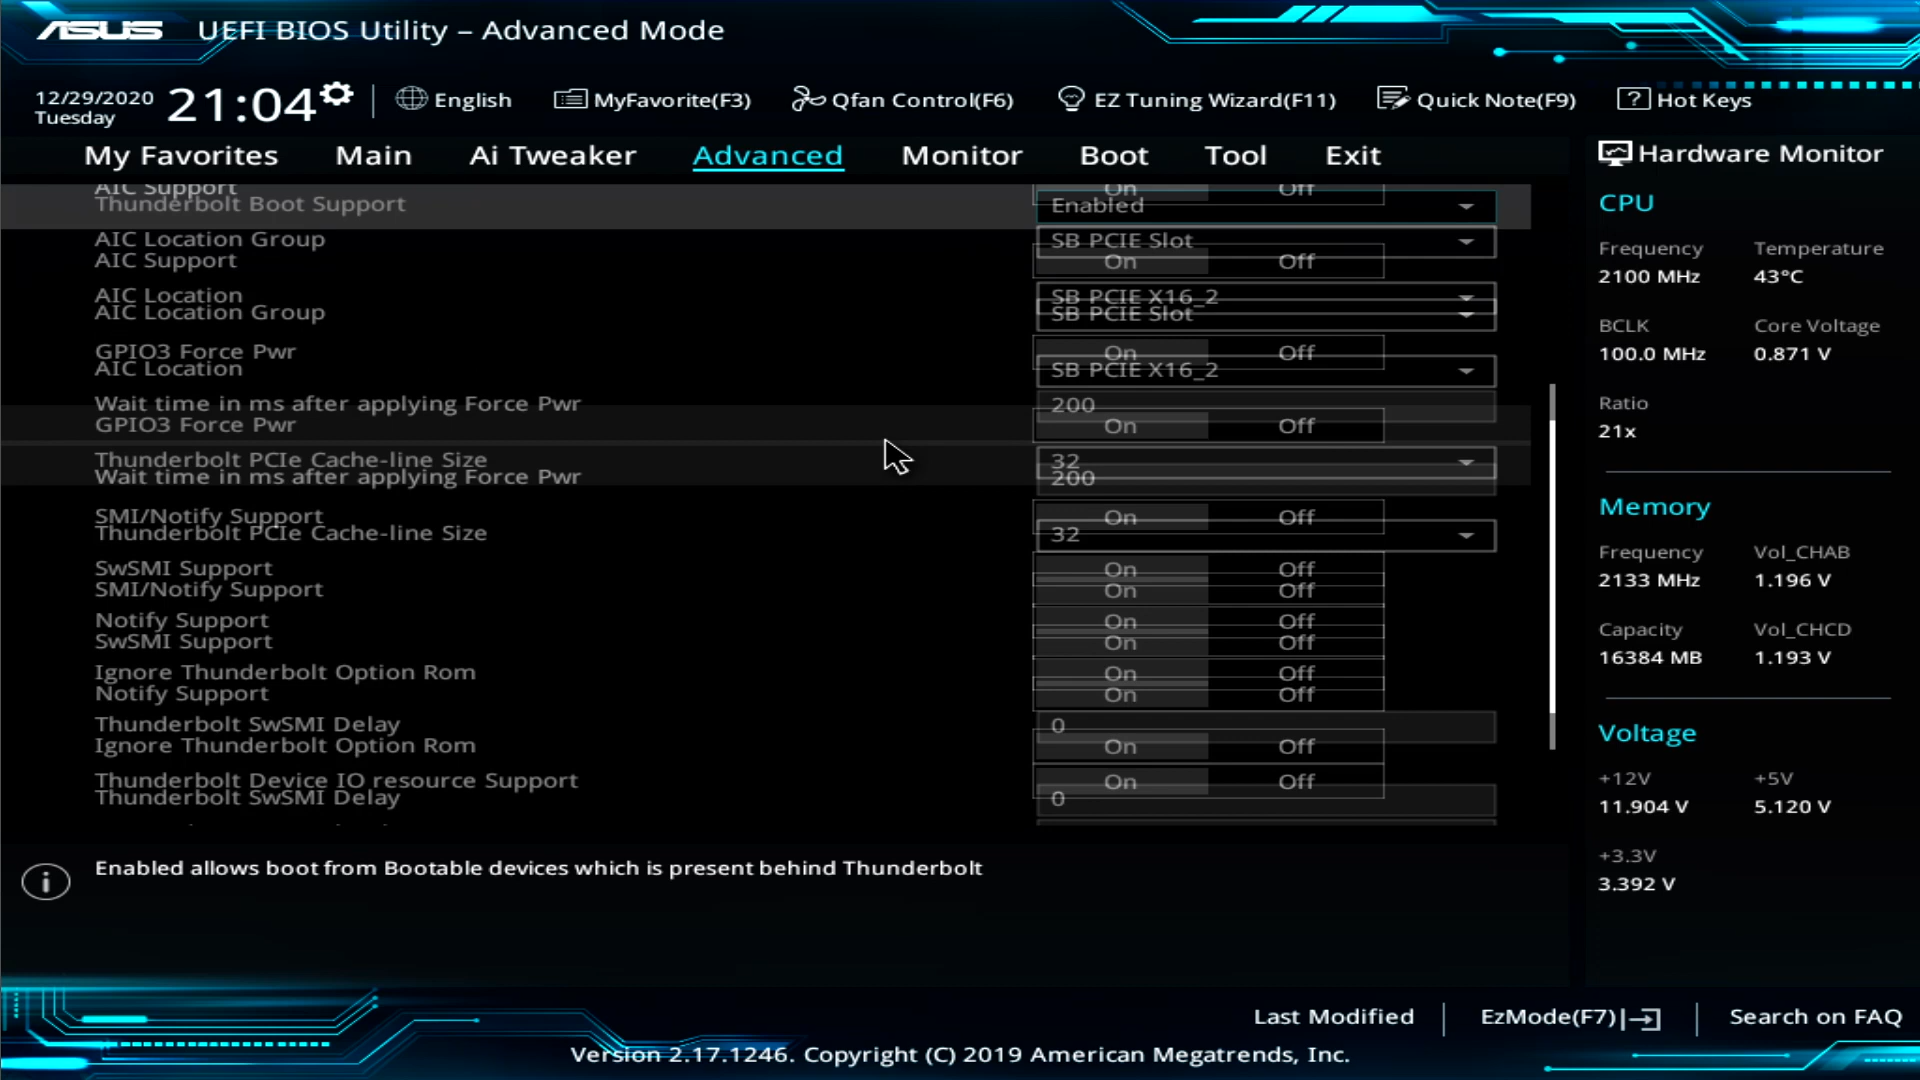 ASUS UEFI BIOS Utility – Advanced Mode
12/29/2020
Tuesday
21:04
English
MyFavorite(F3)
Qfan Control(F6)
EZ Tuning Wizard(F11)
Quick Note(F9)
? Hot Keys
My Favorites Main Ai Tweaker Advanced Monitor Boot Tool Exit
AIC Support On Off
Thunderbolt Boot Support Enabled
AIC Location Group SB PCIE Slot
AIC Support On Off
AIC Location SB PCIE X16_2
AIC Location Group SB PCIE Slot
GPIO3 Force Pwr On Off
AIC Location SB PCIE X16_2
Wait time in ms after applying Force Pwr 200
GPIO3 Force Pwr On Off
Thunderbolt PCIe Cache-line Size 32
Wait time in ms after applying Force Pwr 200
SMI/Notify Support On Off
Thunderbolt PCIe Cache-line Size 32
SwSMI Support On Off
SMI/Notify Support On Off
Notify Support On Off
SwSMI Support On Off
Ignore Thunderbolt Option Rom On Off
Notify Support On Off
Thunderbolt SwSMI Delay 0
Ignore Thunderbolt Option Rom On Off
Thunderbolt Device IO resource Support On Off
Thunderbolt SwSMI Delay 0
Enabled allows boot from Bootable devices which is present behind Thunderbolt
Hardware Monitor
CPU
Frequency Temperature
2100 MHz 43°C
BCLK Core Voltage
100.0 MHz 0.871 V
Ratio
21x
Memory
Frequency Vol_CHAB
2133 MHz 1.196 V
Capacity Vol_CHCD
16384 MB 1.193 V
Voltage
+12V +5V
11.904 V 5.120 V
+3.3V
3.392 V
Last Modified EzMode(F7) Search on FAQ
Version 2.17.1246. Copyright (C) 2019 American Megatrends, Inc.